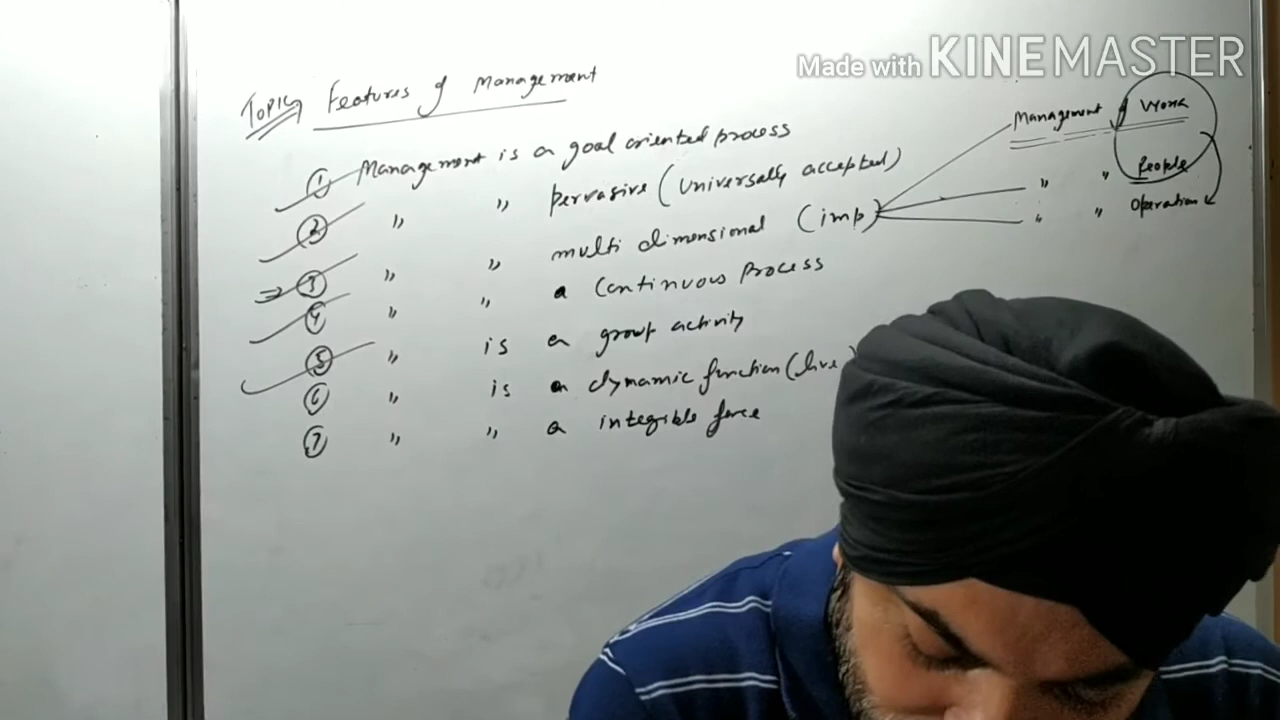 Made with KINEMASTER
TOPIC Features of Management
① Management is a goal oriented process
② " " pervasive (universally accepted)
③ " " multi dimensional (imp)
④ " " a continuous process
⑤ " is a group activity
⑥ " is a dynamic function (live)
⑦ " " a integible force
Management of work
" " People
" " Operation